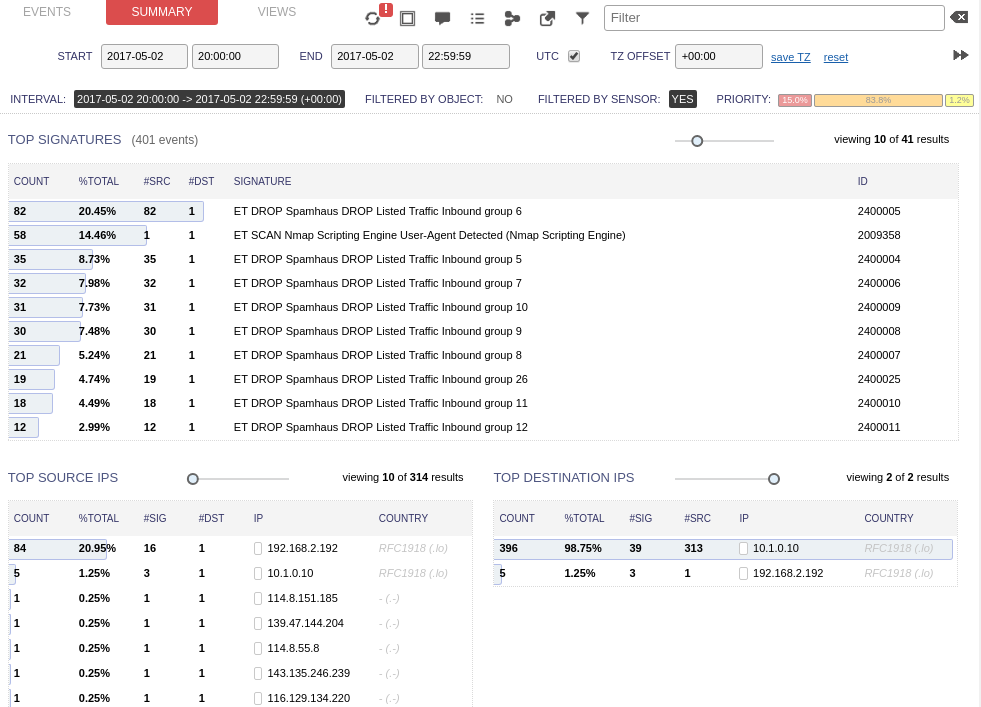 EVENTS SUMMARY VIEWS ! Filter
START 2017-05-02 20:00:00 END 2017-05-02 22:59:59 UTC TZ OFFSET +00:00 save TZ reset
INTERVAL: 2017-05-02 20:00:00 -> 2017-05-02 22:59:59 (+00:00) FILTERED BY OBJECT: NO FILTERED BY SENSOR: YES PRIORITY: 15.0% 83.8% 1.2%
TOP SIGNATURES (401 events) viewing 10 of 41 results
COUNT %TOTAL #SRC #DST SIGNATURE ID
82 20.45% 82 1 ET DROP Spamhaus DROP Listed Traffic Inbound group 6 2400005
58 14.46% 1 1 ET SCAN Nmap Scripting Engine User-Agent Detected (Nmap Scripting Engine) 2009358
35 8.73% 35 1 ET DROP Spamhaus DROP Listed Traffic Inbound group 5 2400004
32 7.98% 32 1 ET DROP Spamhaus DROP Listed Traffic Inbound group 7 2400006
31 7.73% 31 1 ET DROP Spamhaus DROP Listed Traffic Inbound group 10 2400009
30 7.48% 30 1 ET DROP Spamhaus DROP Listed Traffic Inbound group 9 2400008
21 5.24% 21 1 ET DROP Spamhaus DROP Listed Traffic Inbound group 8 2400007
19 4.74% 19 1 ET DROP Spamhaus DROP Listed Traffic Inbound group 26 2400025
18 4.49% 18 1 ET DROP Spamhaus DROP Listed Traffic Inbound group 11 2400010
12 2.99% 12 1 ET DROP Spamhaus DROP Listed Traffic Inbound group 12 2400011
TOP SOURCE IPS viewing 10 of 314 results
COUNT %TOTAL #SIG #DST IP COUNTRY
84 20.95% 16 1 192.168.2.192 RFC1918 (.lo)
5 1.25% 3 1 10.1.0.10 RFC1918 (.lo)
1 0.25% 1 1 114.8.151.185 - (.-)
1 0.25% 1 1 139.47.144.204 - (.-)
1 0.25% 1 1 114.8.55.8 - (.-)
1 0.25% 1 1 143.135.246.239 - (.-)
1 0.25% 1 1 116.129.134.220 - (.-)
TOP DESTINATION IPS viewing 2 of 2 results
COUNT %TOTAL #SIG #SRC IP COUNTRY
396 98.75% 39 313 10.1.0.10 RFC1918 (.lo)
5 1.25% 3 1 192.168.2.192 RFC1918 (.lo)